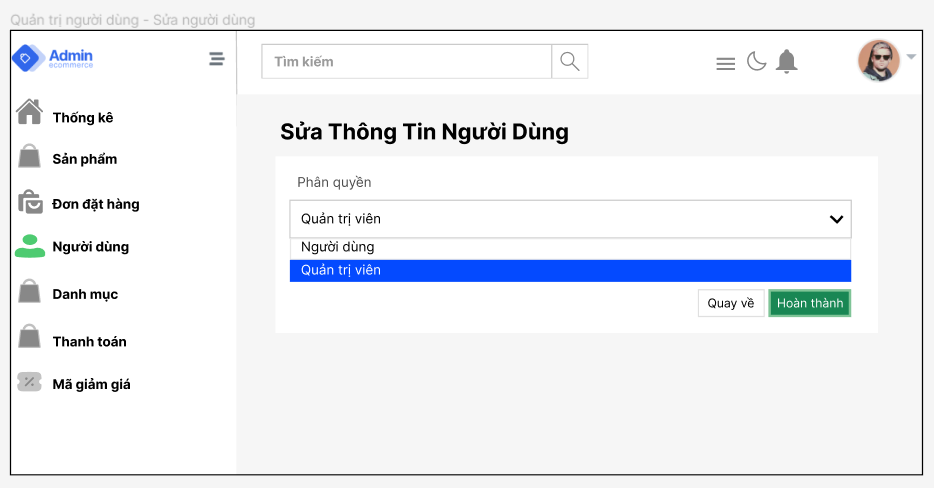 Quản trị người dùng - Sửa người dùng
Admin
ecommerce
Tìm kiếm
Thống kê
Sản phẩm
Đơn đặt hàng
Người dùng
Danh mục
Thanh toán
Mã giảm giá
Sửa Thông Tin Người Dùng
Phân quyền
Quản trị viên
Người dùng
Quản trị viên
Quay về
Hoàn thành